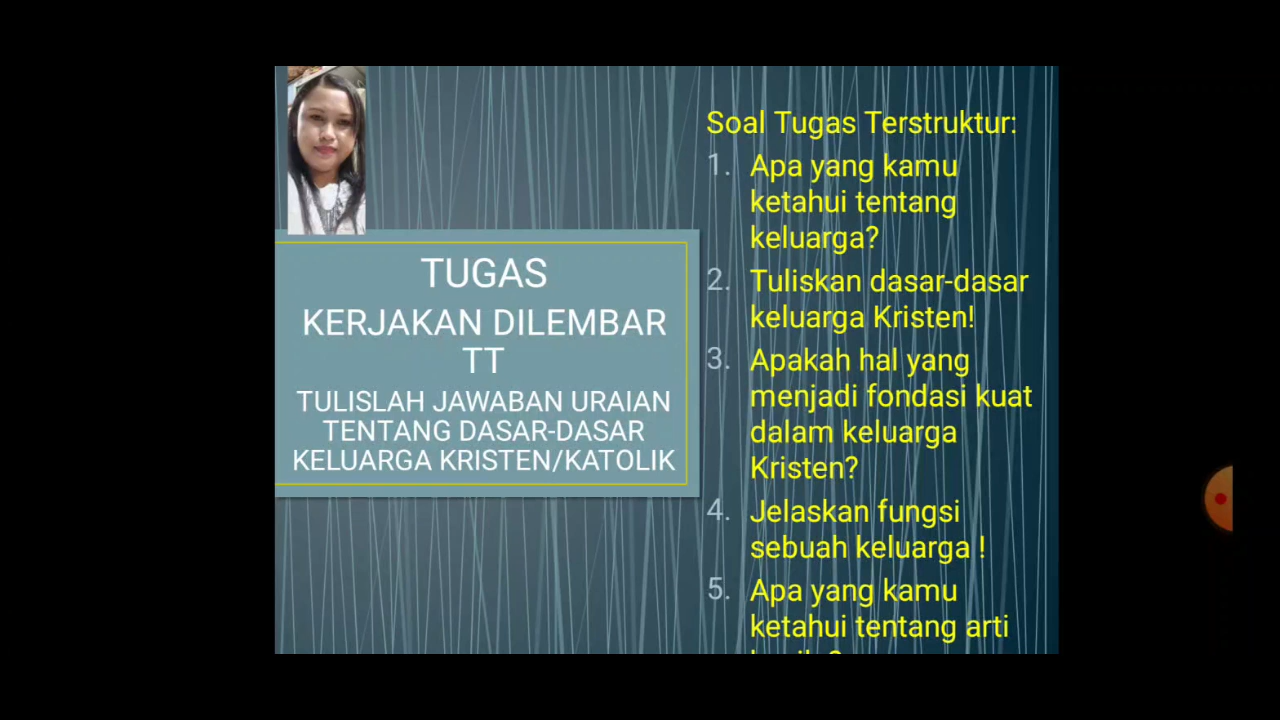 TUGAS
KERJAKAN DILEMBAR
TT
TULISLAH JAWABAN URAIAN
TENTANG DASAR-DASAR
KELUARGA KRISTEN/KATOLIK
Soal Tugas Terstruktur:
1. Apa yang kamu
ketahui tentang
keluarga?
2. Tuliskan dasar-dasar
keluarga Kristen!
3. Apakah hal yang
menjadi fondasi kuat
dalam keluarga
Kristen?
4. Jelaskan fungsi
sebuah keluarga !
5. Apa yang kamu
ketahui tentang arti